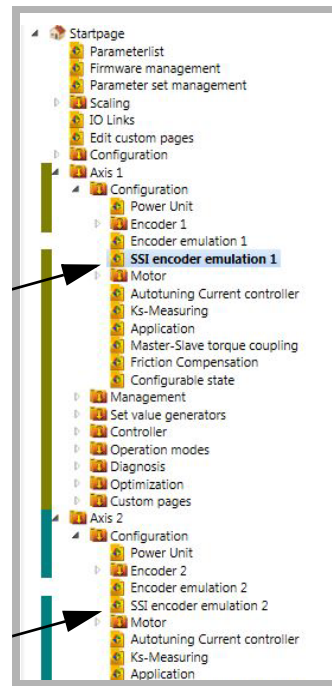 Startpage
Parameterlist
Firmware management
Parameter set management
Scaling
IO Links
Edit custom pages
Configuration
Axis 1
Configuration
Power Unit
Encoder 1
Encoder emulation 1
SSI encoder emulation 1
Motor
Autotuning Current controller
Ks-Measuring
Application
Master-Slave torque coupling
Friction Compensation
Configurable state
Management
Set value generators
Controller
Operation modes
Diagnosis
Optimization
Custom pages
Axis 2
Configuration
Power Unit
Encoder 2
Encoder emulation 2
SSI encoder emulation 2
Motor
Autotuning Current controller
Ks-Measuring
Application